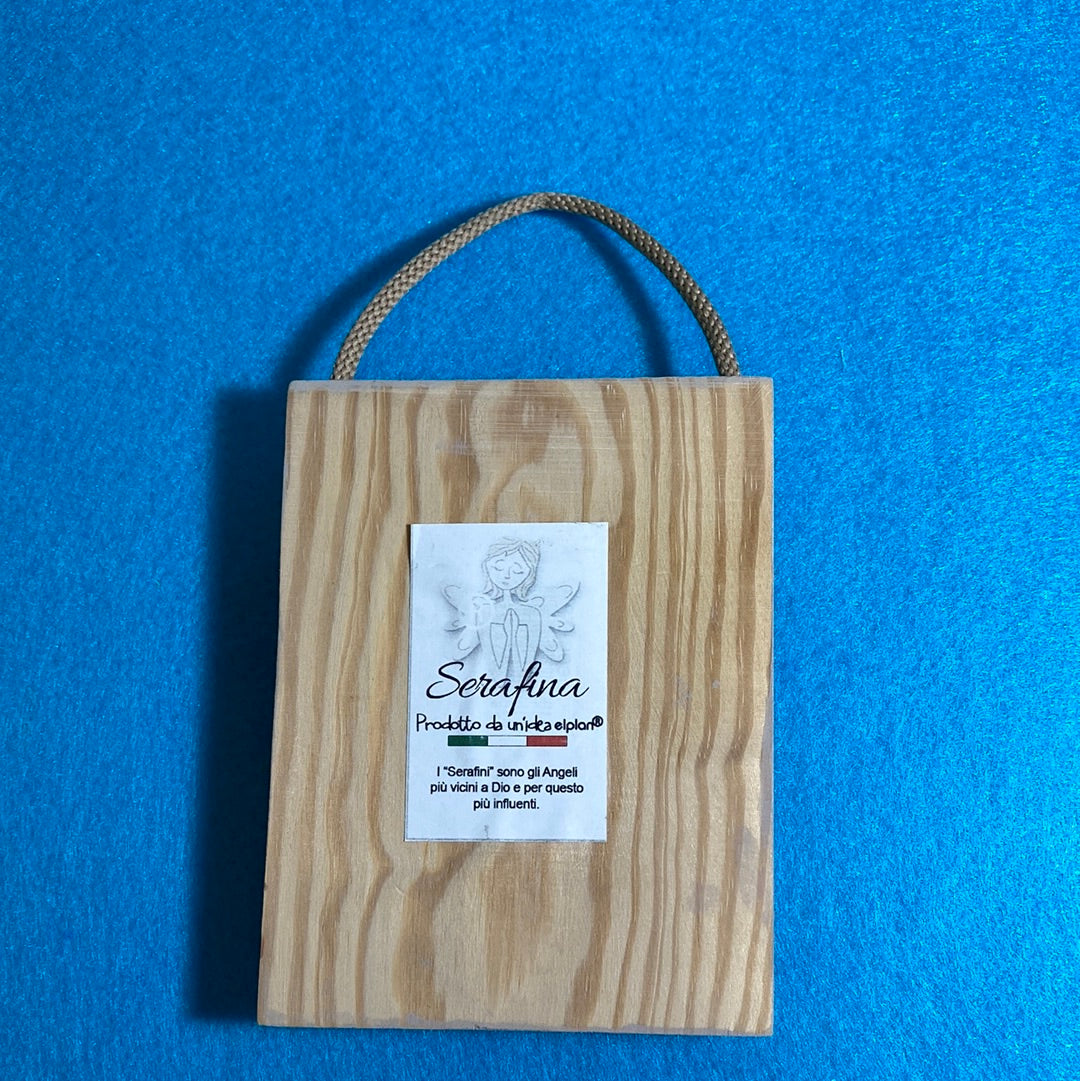 Serafina
Prodotto da un'idea elplan®
I "Serafini" sono gli Angeli
più vicini a Dio e per questo
più influenti.